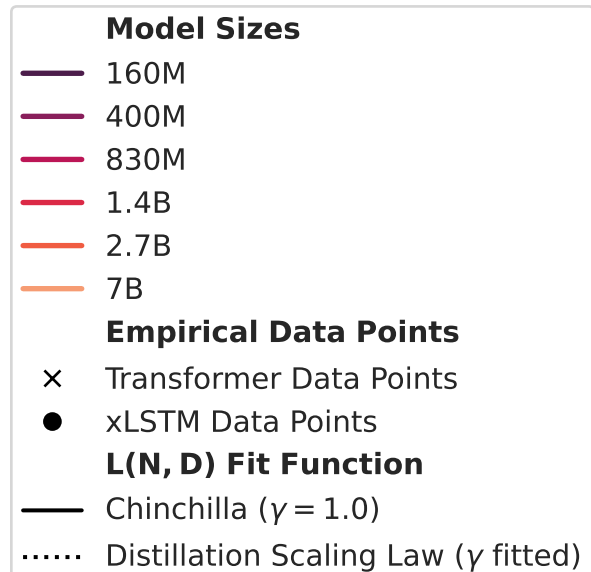 Model Sizes
160M
400M
830M
1.4B
2.7B
7B
Empirical Data Points
Transformer Data Points
xLSTM Data Points
L(N, D) Fit Function
Chinchilla (γ = 1.0)
Distillation Scaling Law (γ fitted)